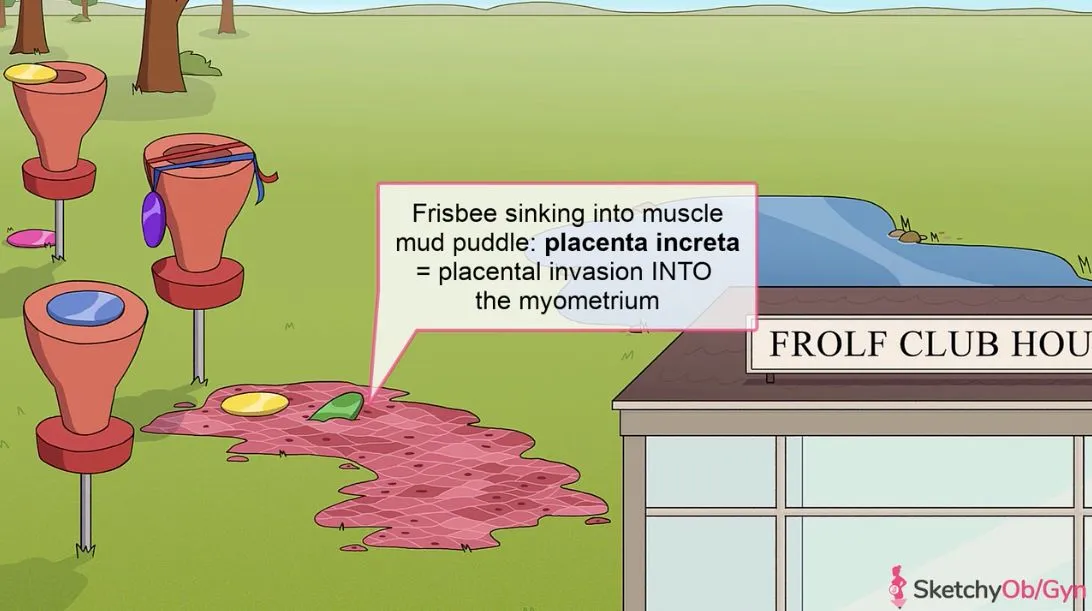 Frisbee sinking into muscle
mud puddle: placenta increta
= placental invasion INTO
the myometrium
FROLF CLUB HOU
SketchyOb/Gyn